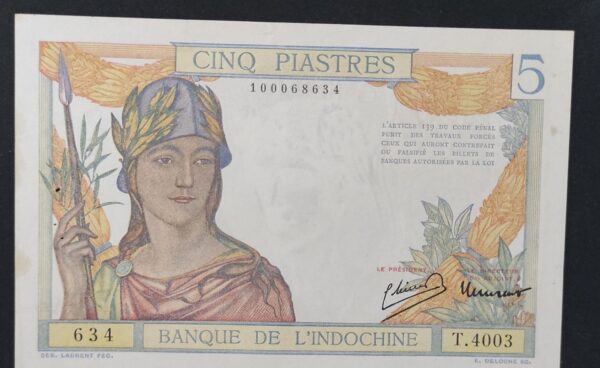 CINQ PIASTRES
5
100068634
L'ARTICLE 139 DU CODE PÉNAL
PUNIT DES TRAVAUX FORCÉS
CEUX QUI AURONT CONTREFAIT
OU FALSIFIÉ LES BILLETS DE
BANQUES AUTORISÉES PAR LA LOI
LE PRÉSIDENT
LE DIRECTEUR
634
BANQUE DE L'INDOCHINE
T.4003
SEB. LAURENT FEC.
E. DELOCHE SC.